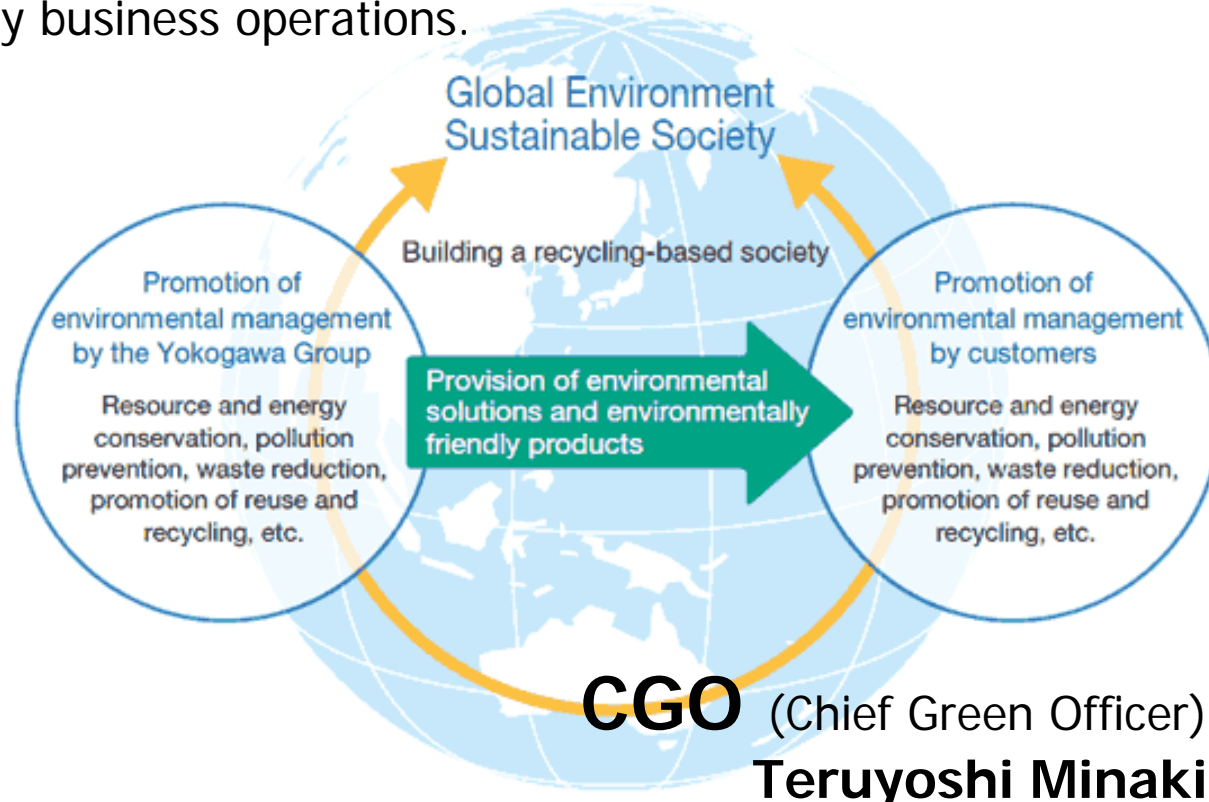 y business operations.
Global Environment
Sustainable Society
Building a recycling-based society
Promotion of
environmental management
by the Yokogawa Group
Resource and energy
conservation, pollution
prevention, waste reduction,
promotion of reuse and
recycling, etc.
Provision of environmental
solutions and environmentally
friendly products
Promotion of
environmental management
by customers
Resource and energy
conservation, pollution
prevention, waste reduction,
promotion of reuse and
recycling, etc.
CGO (Chief Green Officer)
Teruyoshi Minaki